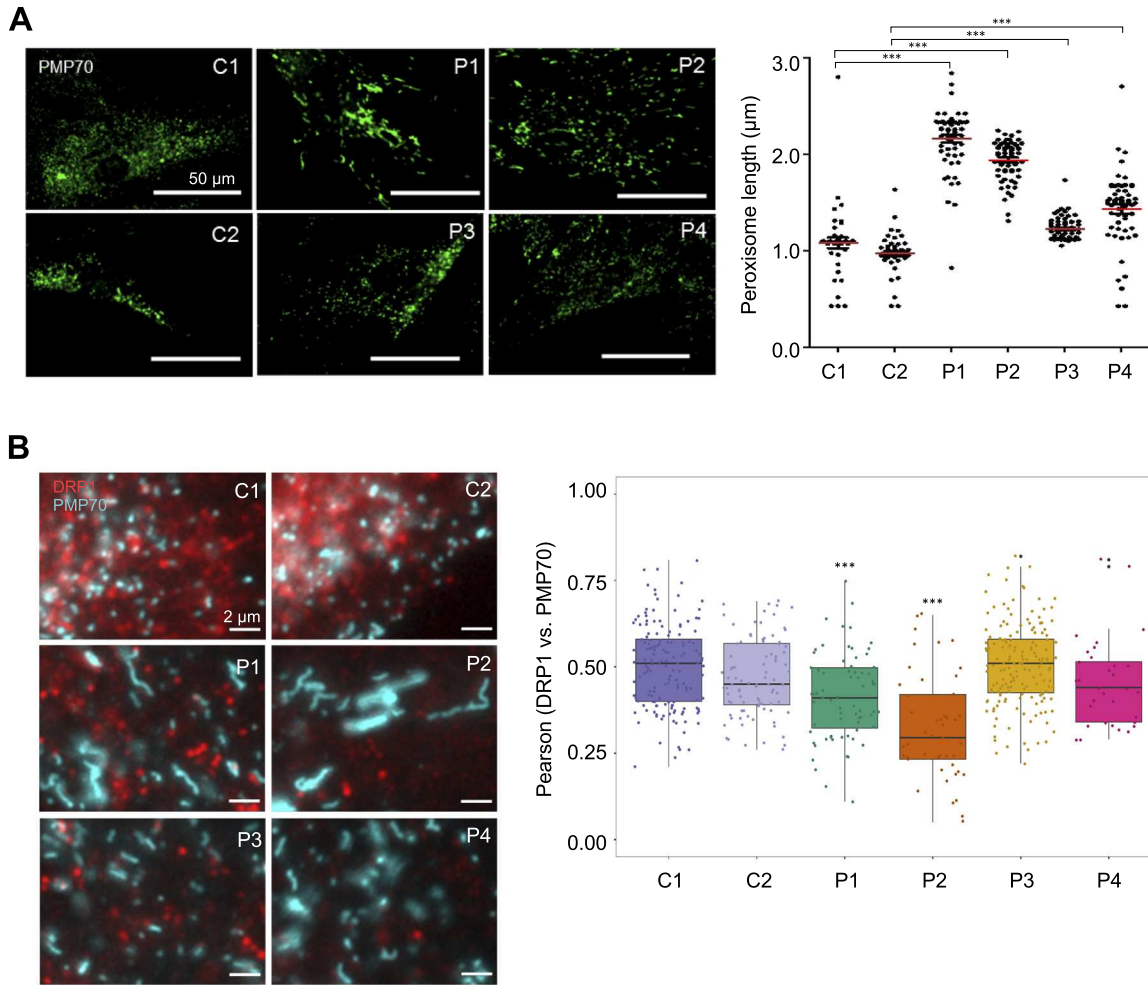 A
PMP70
C1
P1
P2
50 µm
C2
P3
P4
***
***
***
***
Peroxisome length (µm)
3.0
2.0
1.0
0.0
C1 C2 P1 P2 P3 P4
B
DRP1
PMP70
C1
C2
2 µm
P1
P2
P3
P4
Pearson (DRP1 vs. PMP70)
1.00
0.75
0.50
0.25
0.00
***
***
C1 C2 P1 P2 P3 P4